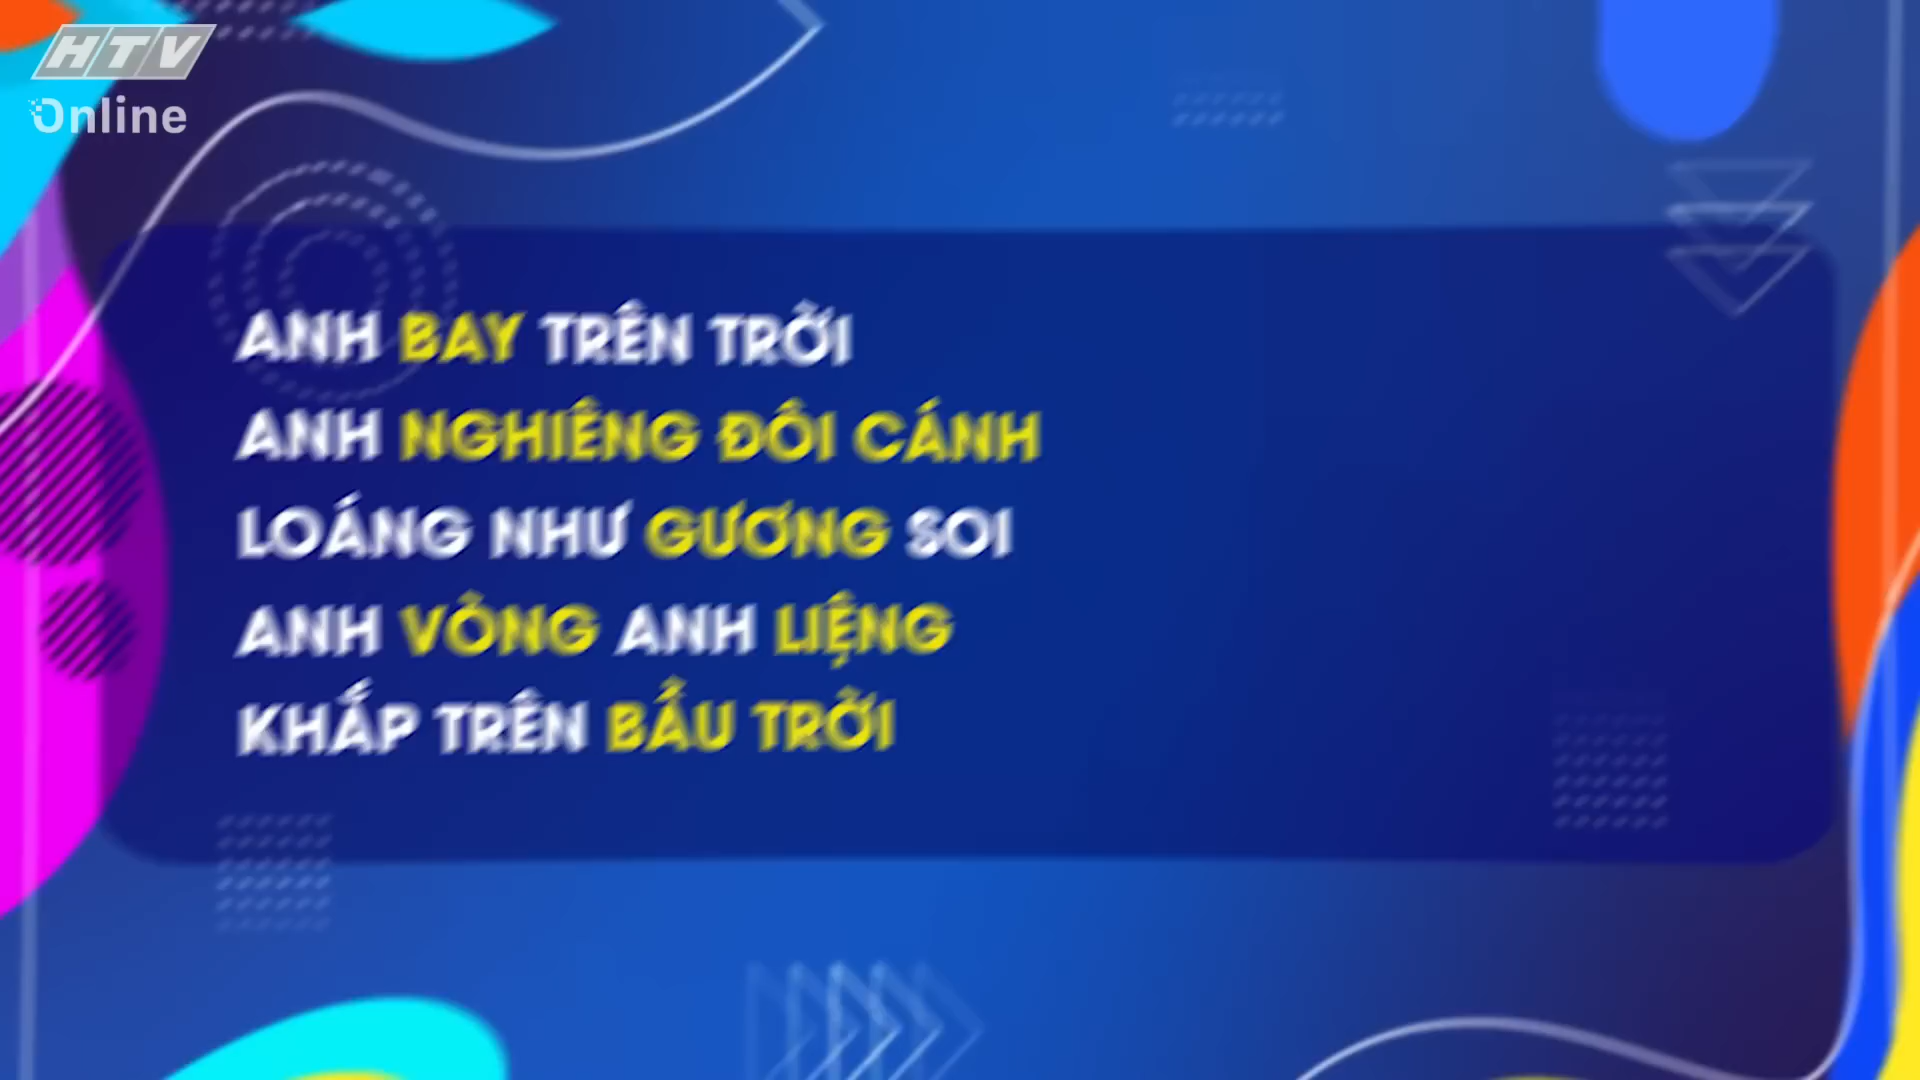 HTV
Online
ANH BAY TRÊN TRỜI
ANH NGHIÊNG ĐÔI CÁNH
LOÁNG NHƯ GƯƠNG SOI
ANH VÒNG ANH LIỆNG
KHẮP TRÊN BẦU TRỜI